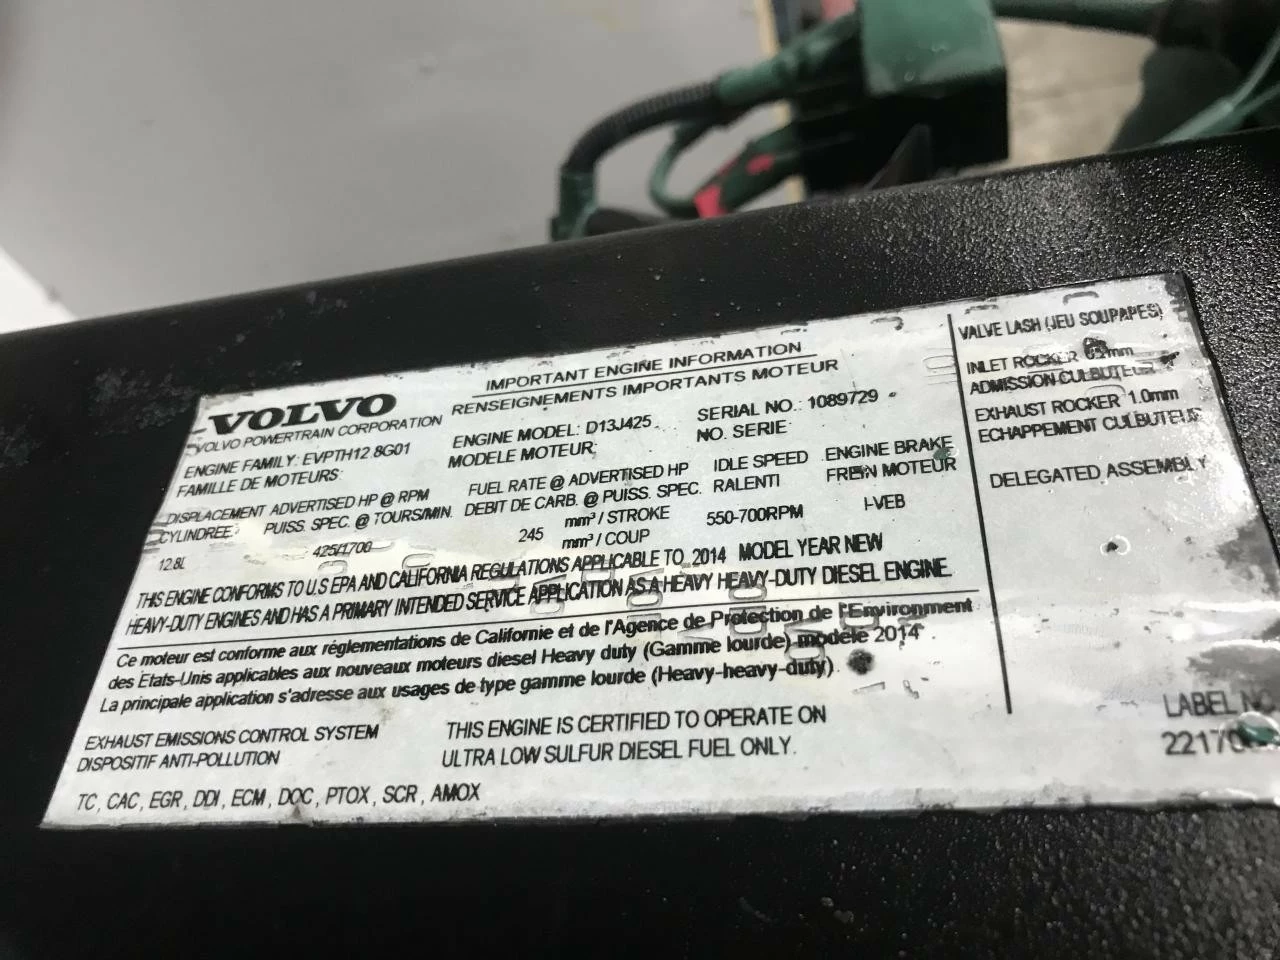 VOLVO
VOLVO POWERTRAIN CORPORATION
IMPORTANT ENGINE INFORMATION
RENSEIGNEMENTS IMPORTANTS MOTEUR
ENGINE FAMILY: EVPTH12.8G01
FAMILLE DE MOTEURS:
ENGINE MODEL: D13J425
MODELE MOTEUR:
SERIAL NO.: 1089729
NO. SERIE:
DISPLACEMENT ADVERTISED HP @ RPM
CYLINDREE: PUISS. SPEC. @ TOURS/MIN.
12.8L 425/1700
FUEL RATE @ ADVERTISED HP
DEBIT DE CARB. @ PUISS. SPEC.
245 mm³ / STROKE
mm³ / COUP
IDLE SPEED
RALENTI
550-700RPM
ENGINE BRAKE
FREIN MOTEUR
I-VEB
THIS ENGINE CONFORMS TO U.S EPA AND CALIFORNIA REGULATIONS APPLICABLE TO 2014 MODEL YEAR NEW
HEAVY-DUTY ENGINES AND HAS A PRIMARY INTENDED SERVICE APPLICATION AS A HEAVY HEAVY-DUTY DIESEL ENGINE.
Ce moteur est conforme aux réglementations de Californie et de l'Agence de Protection de l'Environment
des Etats-Unis applicables aux nouveaux moteurs diesel Heavy duty (Gamme lourde) modéle 2014.
La principale application s'adresse aux usages de type gamme lourde (Heavy-heavy-duty).
EXHAUST EMISSIONS CONTROL SYSTEM
DISPOSITIF ANTI-POLLUTION
THIS ENGINE IS CERTIFIED TO OPERATE ON
ULTRA LOW SULFUR DIESEL FUEL ONLY.
TC, CAC, EGR, DDI, ECM, DOC, PTOX, SCR, AMOX
VALVE LASH (JEU SOUPAPES)
INLET ROCKER 0.2mm
ADMISSION CULBUTEUR
EXHAUST ROCKER 1.0mm
ECHAPPEMENT CULBUTEUR
DELEGATED ASSEMBLY
LABEL NO.